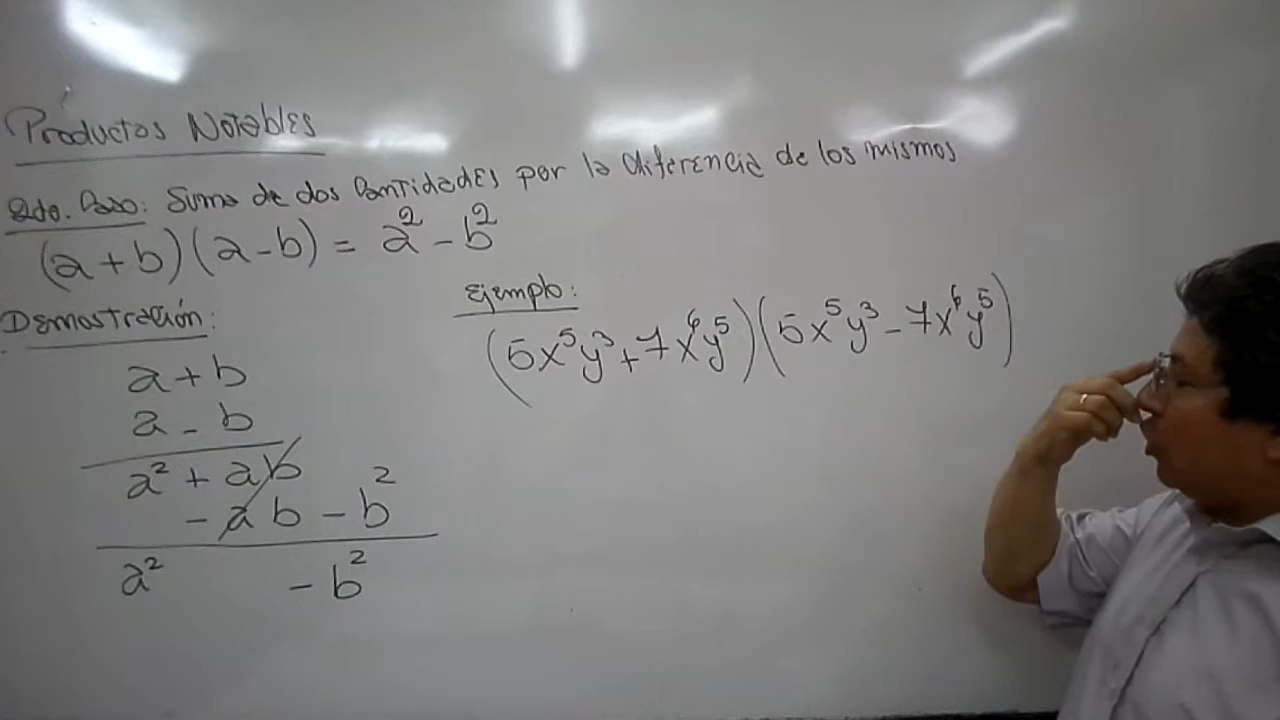 Productos Notables
2do. Caso: Suma de dos Cantidades por la diferencia de los mismos
(a + b)(a - b) = a² - b²
Demostración:
a + b
a - b
a² + ab
- ab - b²
a² - b²
Ejemplo:
(5x⁵y³ + 7x⁶y⁵)(5x⁵y³ - 7x⁶y⁵)